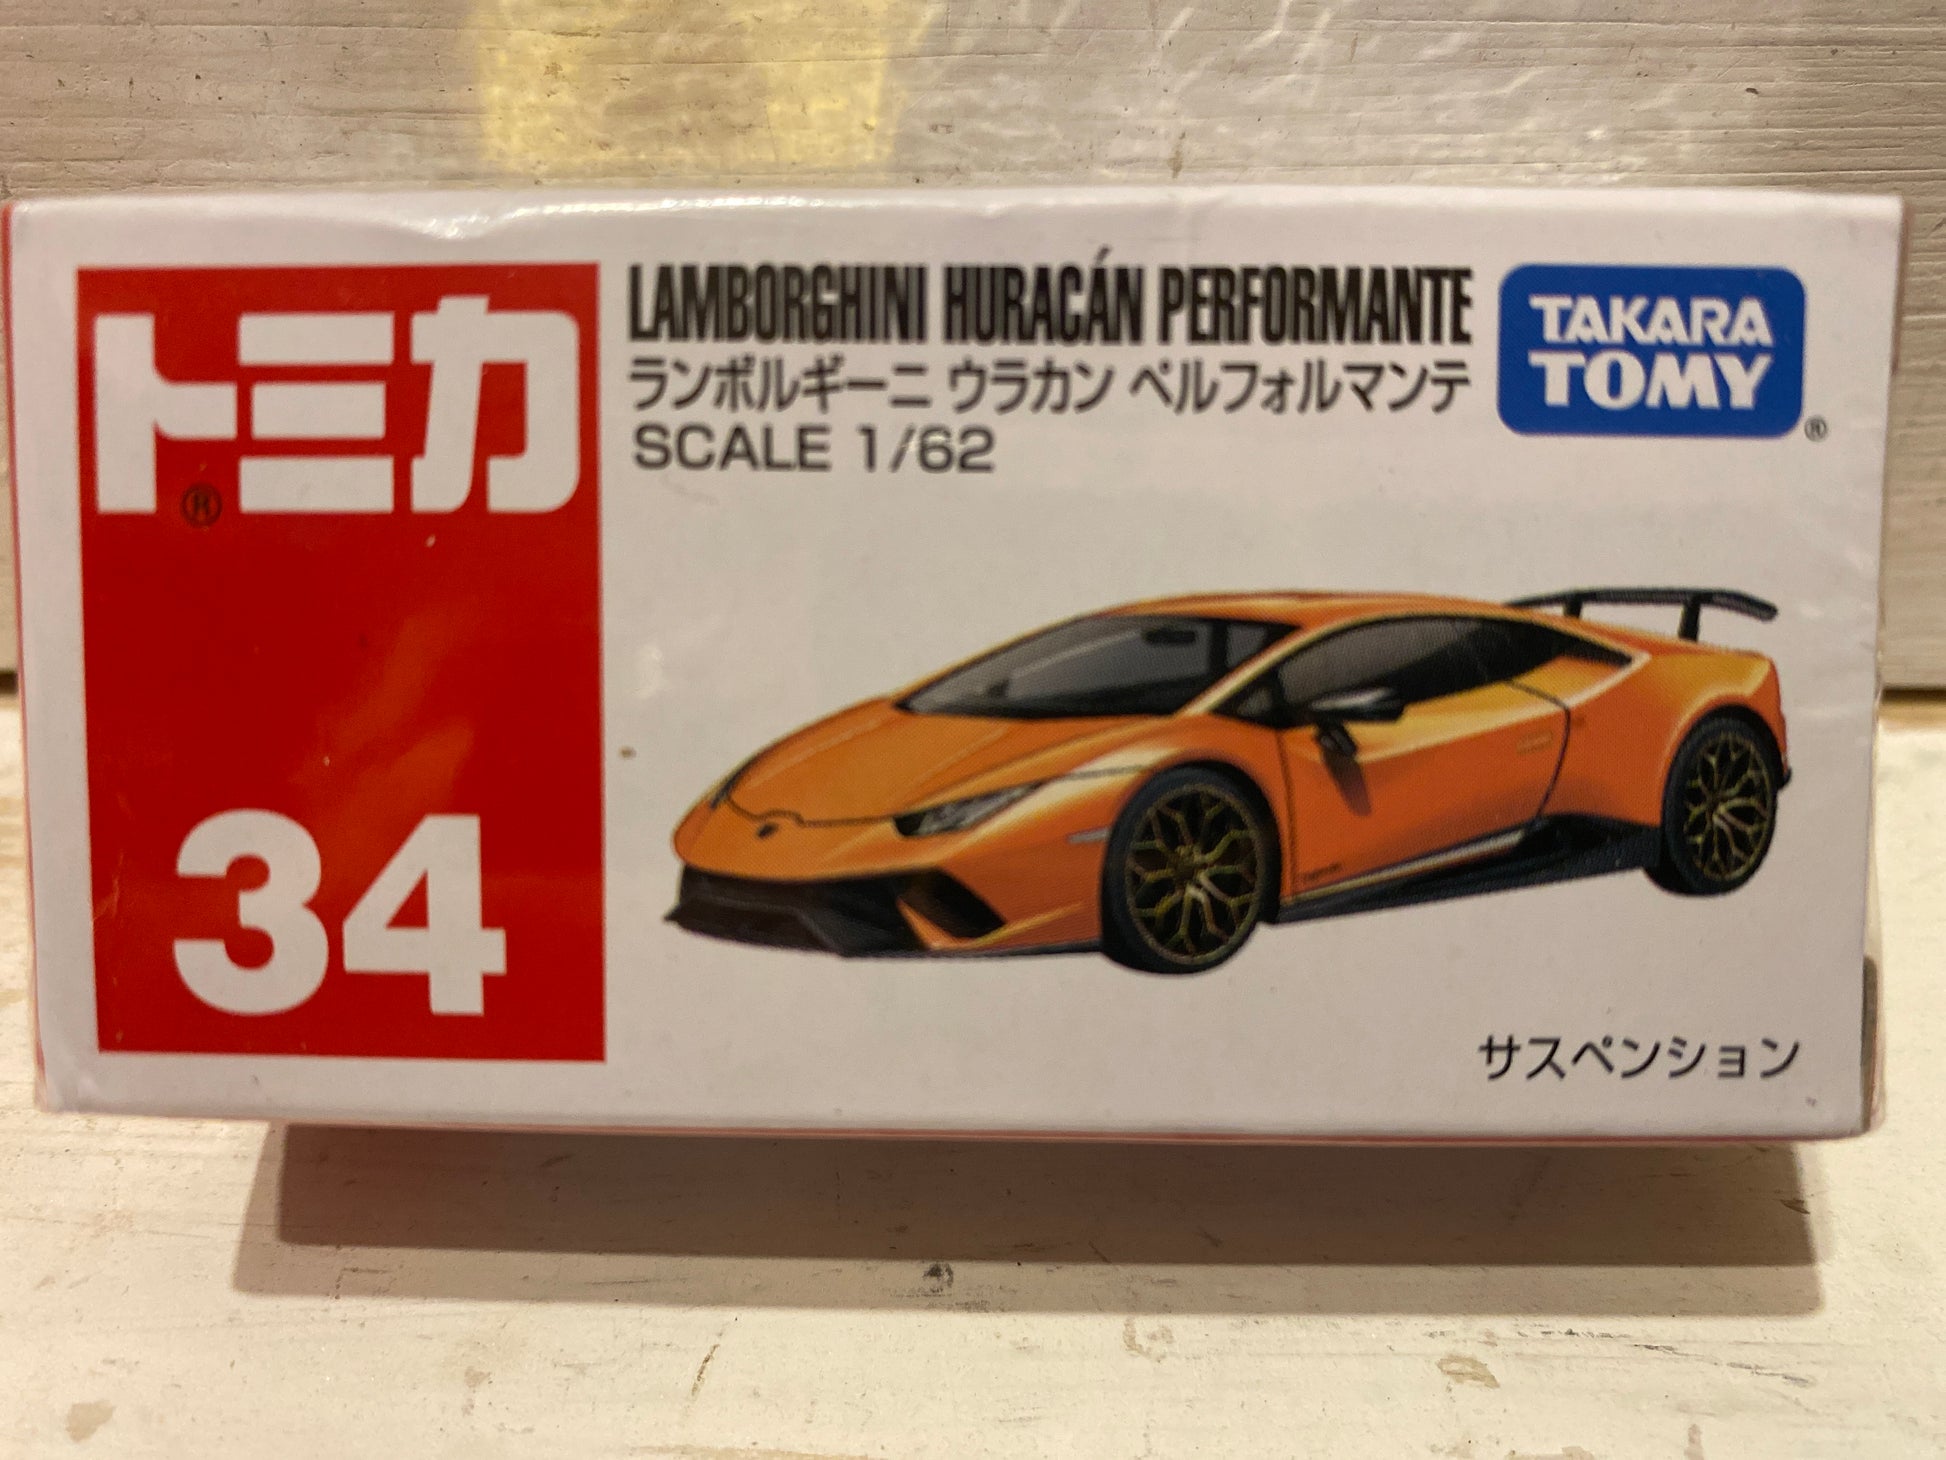 トミカ
®
34
LAMBORGHINI HURACÁN PERFORMANTE
ランボルギーニ ウラカン ペルフォルマンテ
SCALE 1/62
TAKARA
TOMY
®
サスペンション